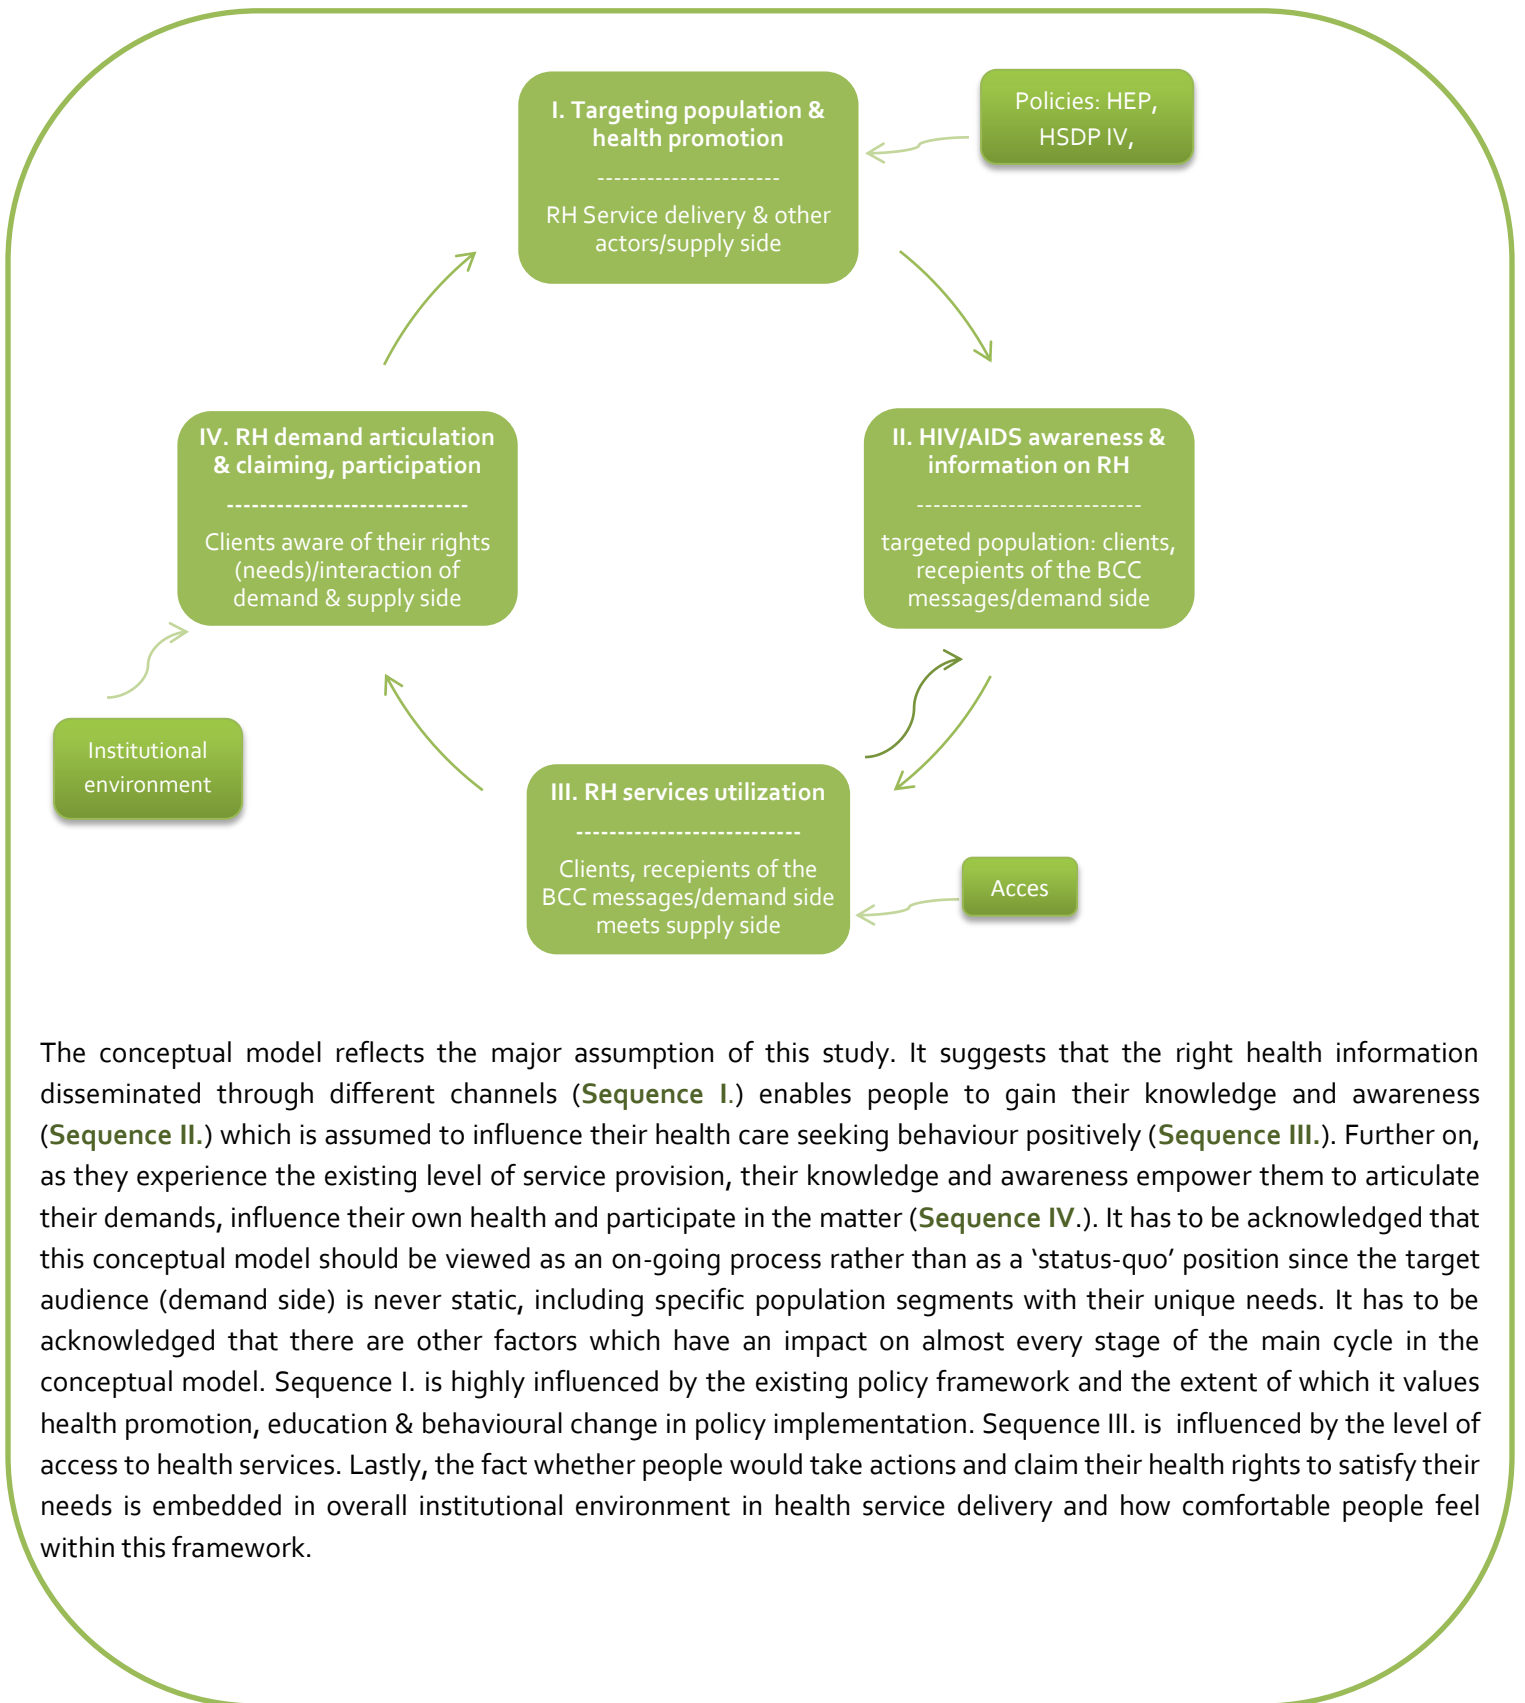 I. Targeting population &
health promotion
----------------------
RH Service delivery & other
actors/supply side
Policies: HEP,
HSDP IV,
IV. RH demand articulation
& claiming, participation
-----------------------------
Clients aware of their rights
(needs)/interaction of
demand & supply side
II. HIV/AIDS awareness &
information on RH
---------------------------
targeted population: clients,
recepients of the BCC
messages/demand side
Institutional
environment
III. RH services utilization
---------------------------
Clients, recepients of the
BCC messages/demand side
meets supply side
Acces
The conceptual model reflects the major assumption of this study. It suggests that the right health information
disseminated through different channels (Sequence I.) enables people to gain their knowledge and awareness
(Sequence II.) which is assumed to influence their health care seeking behaviour positively (Sequence III.). Further on,
as they experience the existing level of service provision, their knowledge and awareness empower them to articulate
their demands, influence their own health and participate in the matter (Sequence IV.). It has to be acknowledged that
this conceptual model should be viewed as an on-going process rather than as a ‘status-quo’ position since the target
audience (demand side) is never static, including specific population segments with their unique needs. It has to be
acknowledged that there are other factors which have an impact on almost every stage of the main cycle in the
conceptual model. Sequence I. is highly influenced by the existing policy framework and the extent of which it values
health promotion, education & behavioural change in policy implementation. Sequence III. is influenced by the level of
access to health services. Lastly, the fact whether people would take actions and claim their health rights to satisfy their
needs is embedded in overall institutional environment in health service delivery and how comfortable people feel
within this framework.